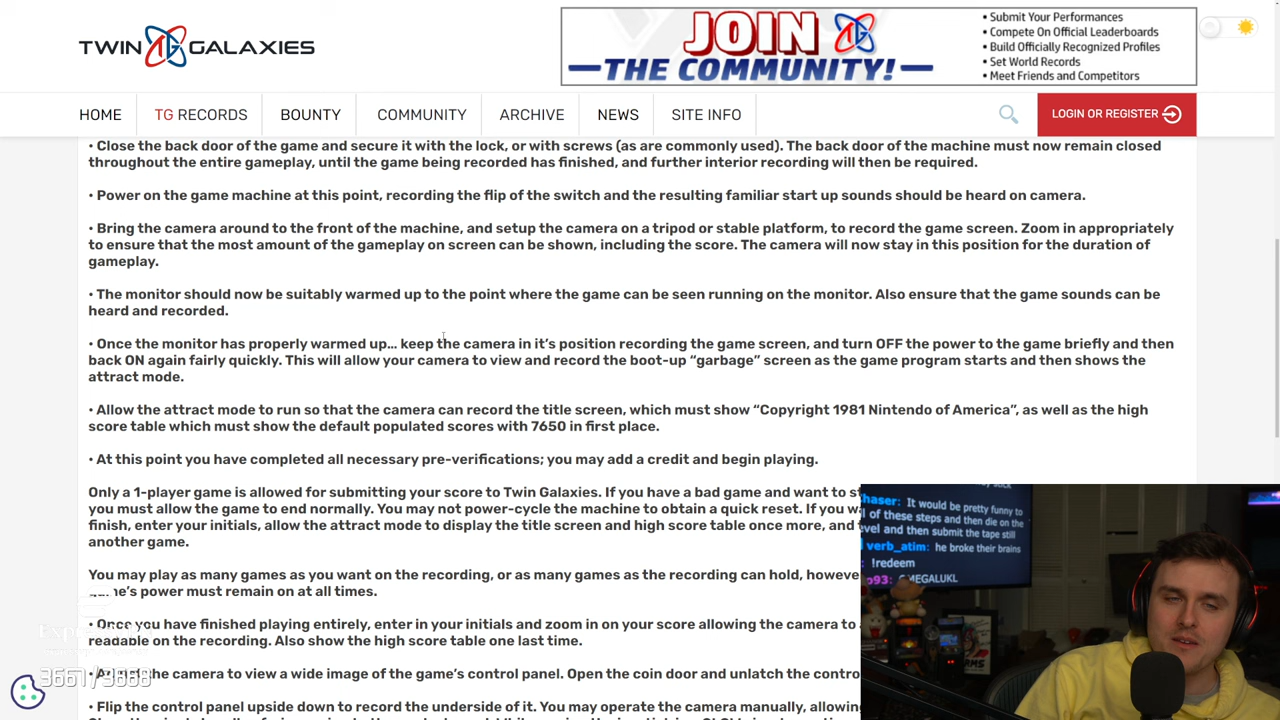 TWIN GALAXIES
JOIN
THE COMMUNITY!
• Submit Your Performances
• Compete On Official Leaderboards
• Build Officially Recognized Profiles
• Set World Records
• Meet Friends and Competitors
HOME
TG RECORDS
BOUNTY
COMMUNITY
ARCHIVE
NEWS
SITE INFO
LOGIN OR REGISTER
• Close the back door of the game and secure it with the lock, or with screws (as are commonly used). The back door of the machine must now remain closed
throughout the entire gameplay, until the game being recorded has finished, and further interior recording will then be required.
• Power on the game machine at this point, recording the flip of the switch and the resulting familiar start up sounds should be heard on camera.
• Bring the camera around to the front of the machine, and setup the camera on a tripod or stable platform, to record the game screen. Zoom in appropriately
to ensure that the most amount of the gameplay on screen can be shown, including the score. The camera will now stay in this position for the duration of
gameplay.
• The monitor should now be suitably warmed up to the point where the game can be seen running on the monitor. Also ensure that the game sounds can be
heard and recorded.
• Once the monitor has properly warmed up... keep the camera in it's position recording the game screen, and turn OFF the power to the game briefly and then
back ON again fairly quickly. This will allow your camera to view and record the boot-up “garbage” screen as the game program starts and then shows the
attract mode.
• Allow the attract mode to run so that the camera can record the title screen, which must show “Copyright 1981 Nintendo of America”, as well as the high
score table which must show the default populated scores with 7650 in first place.
• At this point you have completed all necessary pre-verifications; you may add a credit and begin playing.
Only a 1-player game is allowed for submitting your score to Twin Galaxies. If you have a bad game and want to
you must allow the game to end normally. You may not power-cycle the machine to obtain a quick reset. If you
finish, enter your initials, allow the attract mode to display the title screen and high score table once more, and
another game.
You may play as many games as you want on the recording, or as many games as the recording can hold,
game's power must remain on at all times.
• Once you have finished playing entirely, enter in your initials and zoom in on your score allowing the camera to
readable on the recording. Also show the high score table one last time.
the camera to view a wide image of the game's control panel. Open the coin door and unlatch the
• Flip the control panel upside down to record the underside of it. You may operate the camera manually,
3661/3668
haser: It would be pretty funny to
of these steps and then die on the
and then submit the tape still
verb_atim: he broke their brains
: !redeem